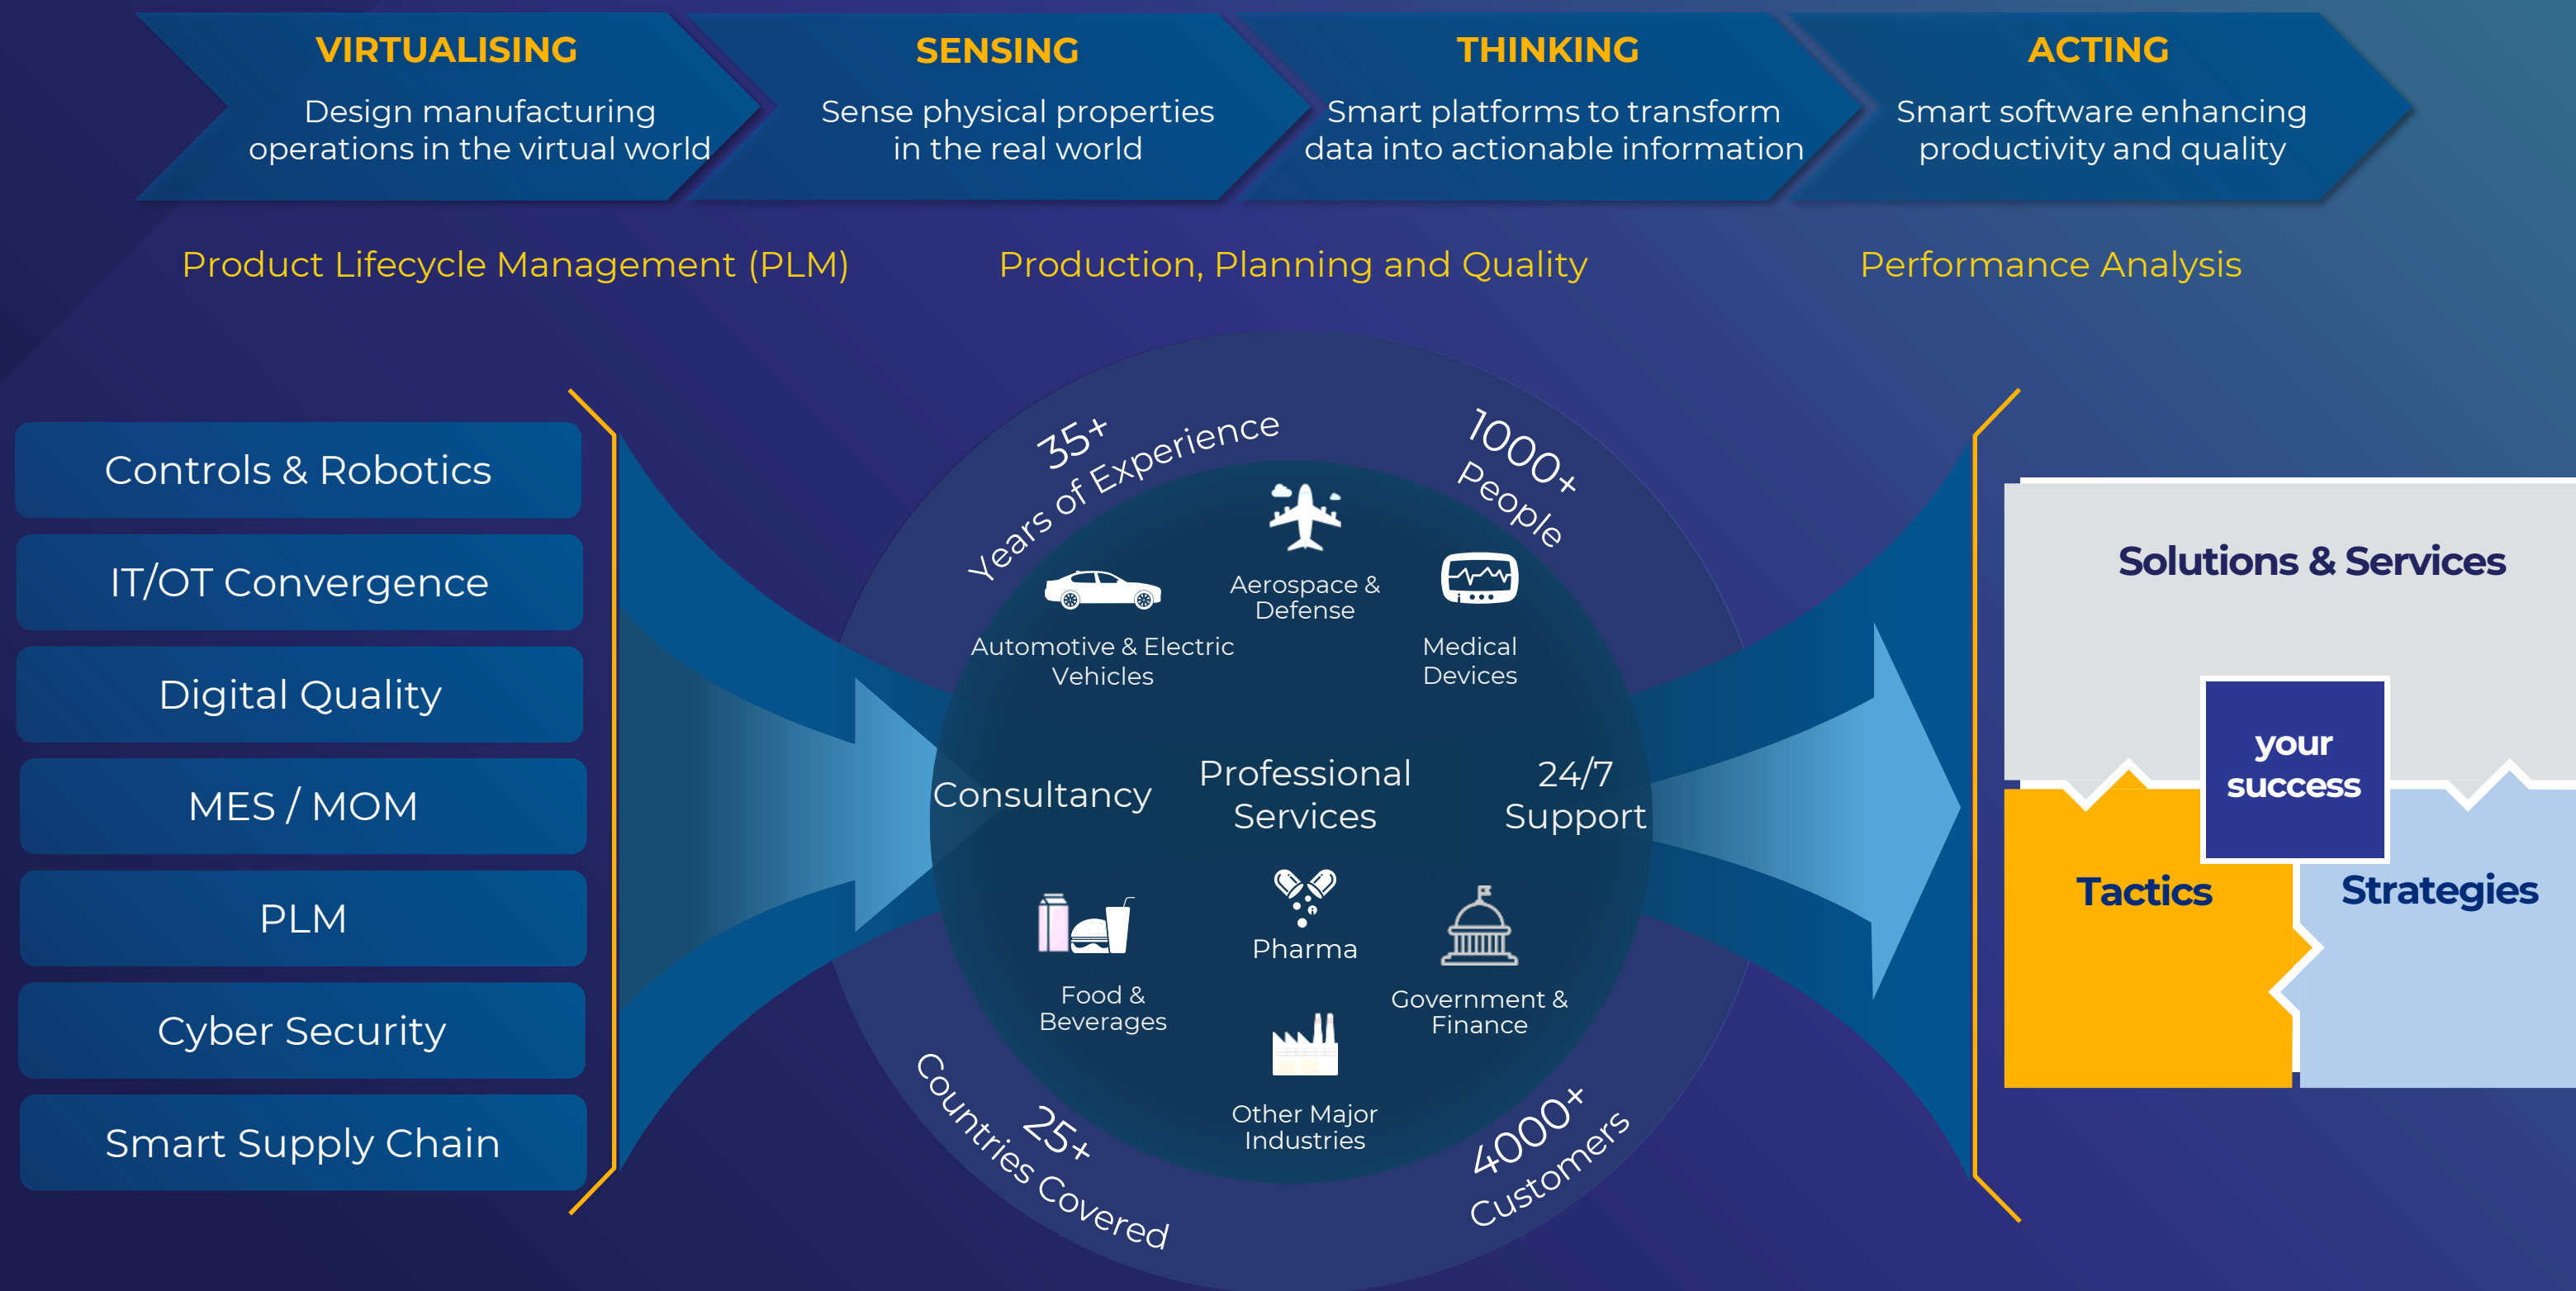 VIRTUALISING
Design manufacturing
operations in the virtual world
SENSING
Sense physical properties
in the real world
THINKING
Smart platforms to transform
data into actionable information
ACTING
Smart software enhancing
productivity and quality
Product Lifecycle Management (PLM)
Production, Planning and Quality
Performance Analysis
Controls & Robotics
IT/OT Convergence
Digital Quality
MES / MOM
PLM
Cyber Security
Smart Supply Chain
35+
Years of Experience
1000+
People
Automotive & Electric
Vehicles
Aerospace &
Defense
Medical
Devices
Consultancy
Professional
Services
24/7
Support
Food &
Beverages
Pharma
Government &
Finance
Other Major
Industries
25+
Countries Covered
4000+
Customers
Solutions & Services
your
success
Tactics
Strategies